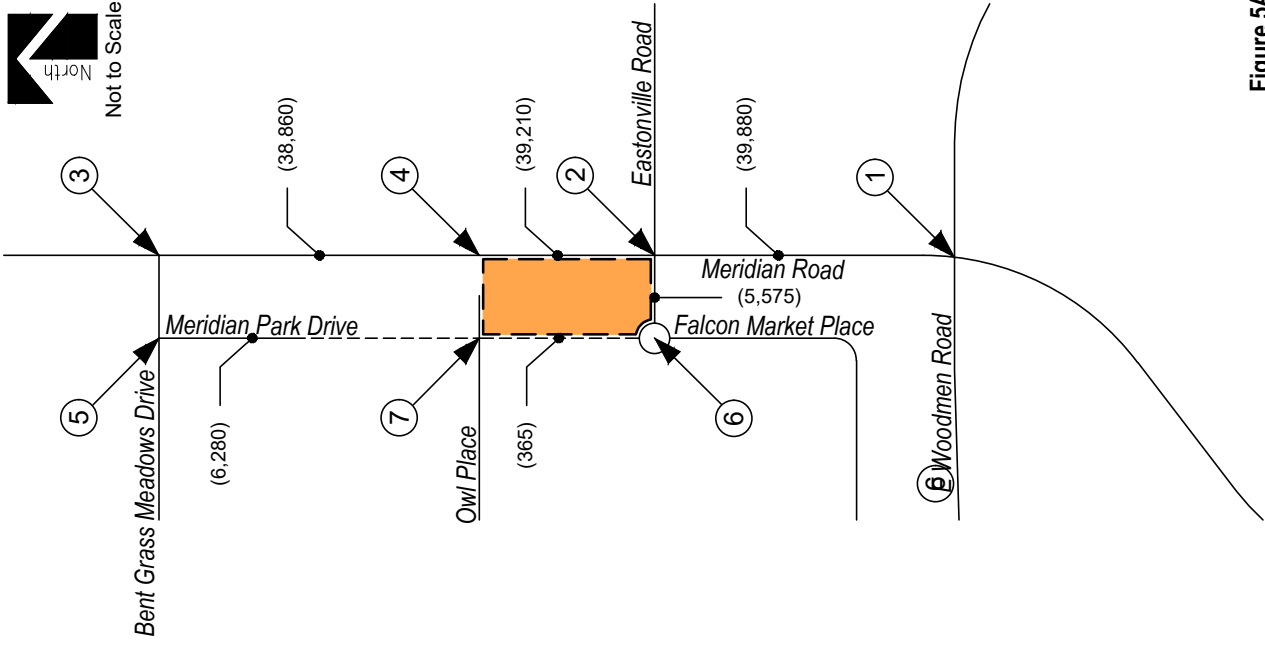 North
Not to Scale
3
(38,860)
4
(39,210)
2
Eastonville Road
(39,880)
1
Meridian Road
(5,575)
Meridian Park Drive
Falcon Market Place
5
Bent Grass Meadows Drive
(6,280)
7
Owl Place
(365)
6
E Woodmen Road
6
Figure 5A